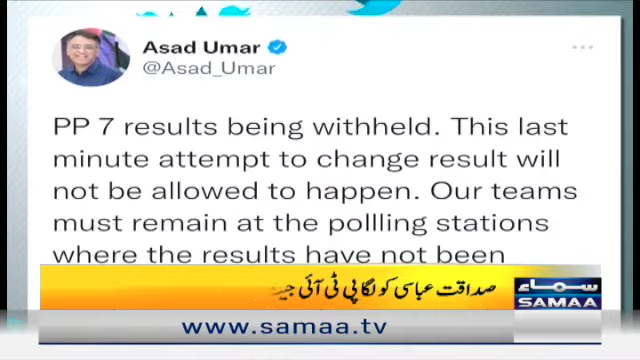 Asad Umar
@Asad_Umar
PP 7 results being withheld. This last
minute attempt to change result will
not be allowed to happen. Our teams
must remain at the pollling stations
where the results have not been
صداقت عباسی کو لگا پی ٹی آئی
سماء
SAMAA
www.samaa.tv